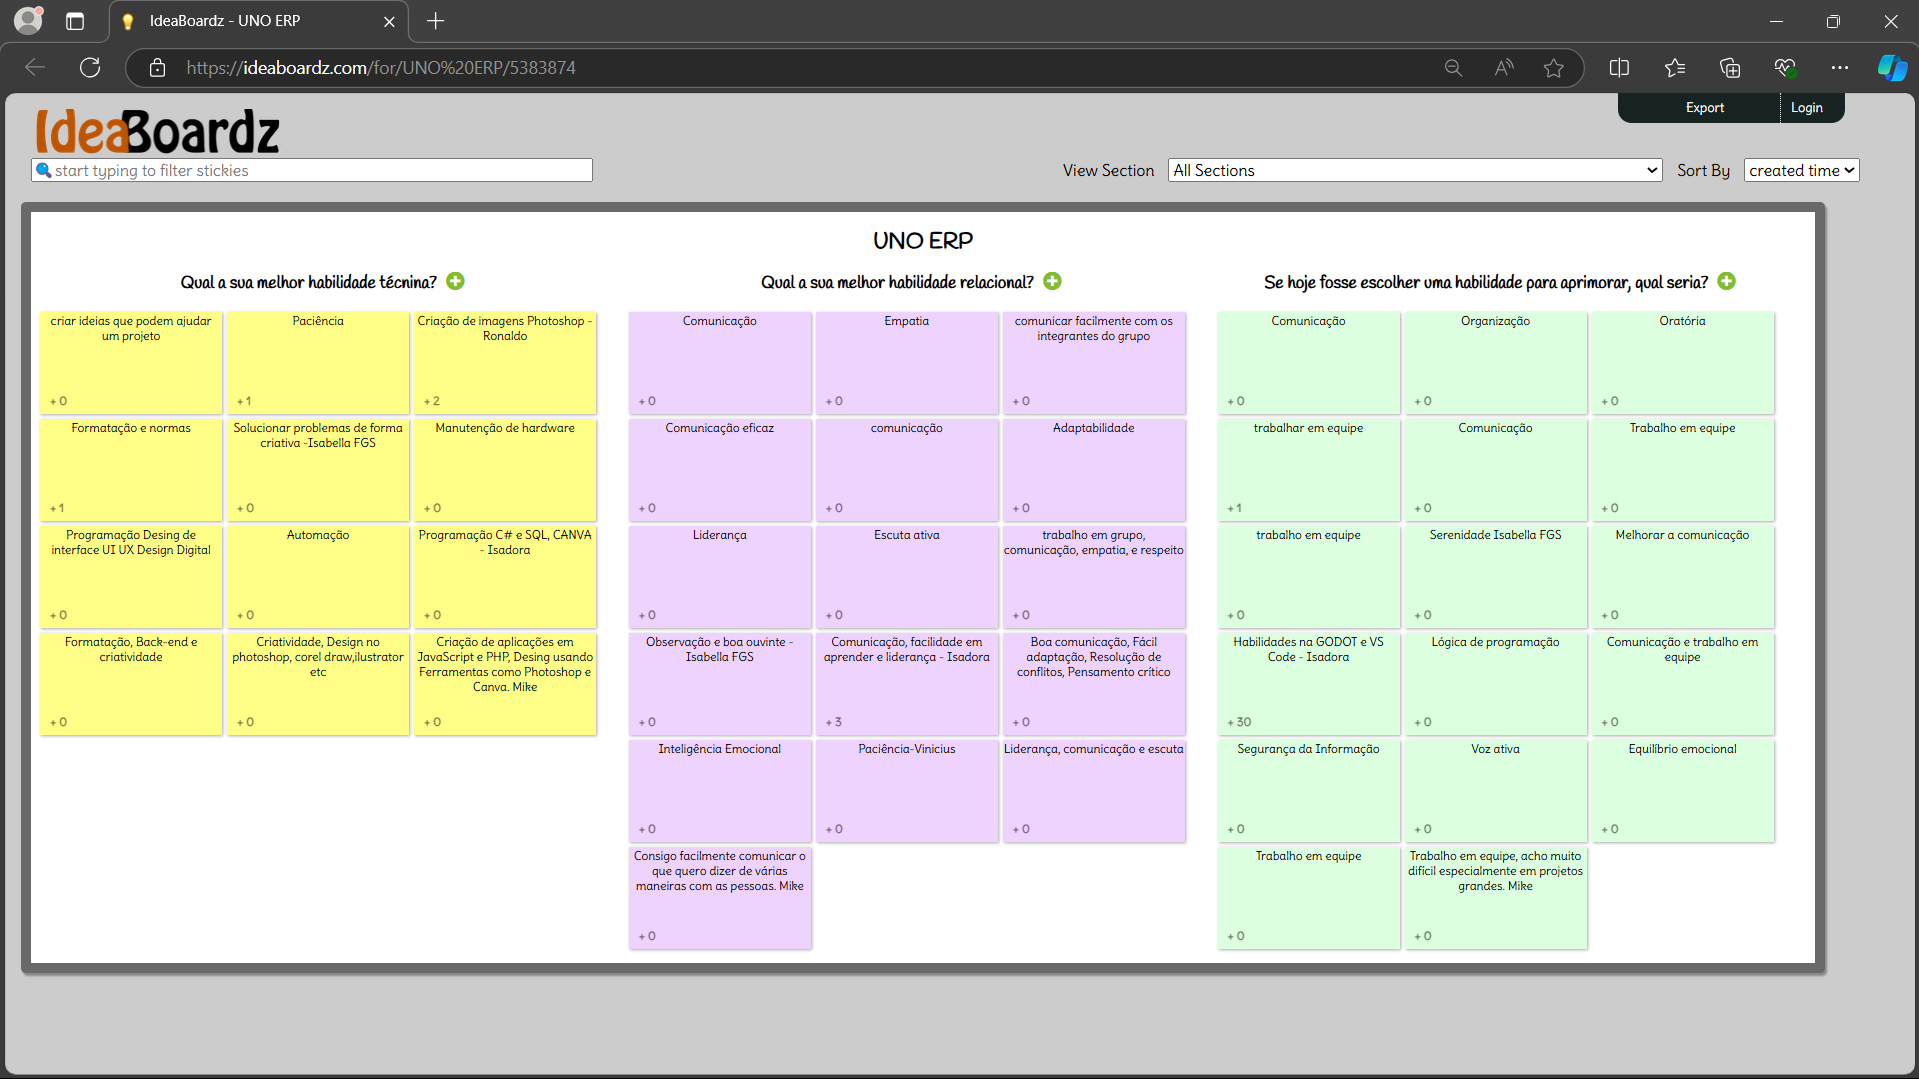 IdeaBoardz - UNO ERP
https://ideaboardz.com/for/UNO%20ERP/5383874
Export
Login
IdeaBoardz
start typing to filter stickies
View Section
All Sections
Sort By
created time
UNO ERP
Qual a sua melhor habilidade técnina?
criar ideias que podem ajudar
um projeto
+ 0
Paciência
+ 1
Criação de imagens Photoshop -
Ronaldo
+ 2
Formatação e normas
+ 1
Solucionar problemas de forma
criativa -Isabella FGS
+ 0
Manutenção de hardware
+ 0
Programação Desing de
interface UI UX Design Digital
+ 0
Automação
+ 0
Programação C# e SQL, CANVA
- Isadora
+ 0
Formatação, Back-end e
criatividade
+ 0
Criatividade, Design no
photoshop, corel draw,ilustrator
etc
+ 0
Criação de aplicações em
JavaScript e PHP, Desing usando
Ferramentas como Photoshop e
Canva. Mike
+ 0
Qual a sua melhor habilidade relacional?
Comunicação
+ 0
Empatia
+ 0
comunicar facilmente com os
integrantes do grupo
+ 0
Comunicação eficaz
+ 0
comunicação
+ 0
Adaptabilidade
+ 0
Liderança
+ 0
Escuta ativa
+ 0
trabalho em grupo,
comunicação, empatia, e respeito
+ 0
Observação e boa ouvinte -
Isabella FGS
+ 0
Comunicação, facilidade em
aprender e liderança - Isadora
+ 3
Boa comunicação, Fácil
adaptação, Resolução de
conflitos, Pensamento crítico
+ 0
Inteligência Emocional
+ 0
Paciência-Vinicius
+ 0
Liderança, comunicação e escuta
+ 0
Consigo facilmente comunicar o
que quero dizer de várias
maneiras com as pessoas. Mike
+ 0
Se hoje fosse escolher uma habilidade para aprimorar, qual seria?
Comunicação
+ 0
Organização
+ 0
Oratória
+ 0
trabalhar em equipe
+ 1
Comunicação
+ 0
Trabalho em equipe
+ 0
trabalho em equipe
+ 0
Serenidade Isabella FGS
+ 0
Melhorar a comunicação
+ 0
Habilidades na GODOT e VS
Code - Isadora
+ 30
Lógica de programação
+ 0
Comunicação e trabalho em
equipe
+ 0
Segurança da Informação
+ 0
Voz ativa
+ 0
Equilíbrio emocional
+ 0
Trabalho em equipe
+ 0
Trabalho em equipe, acho muito
difícil especialmente em projetos
grandes. Mike
+ 0